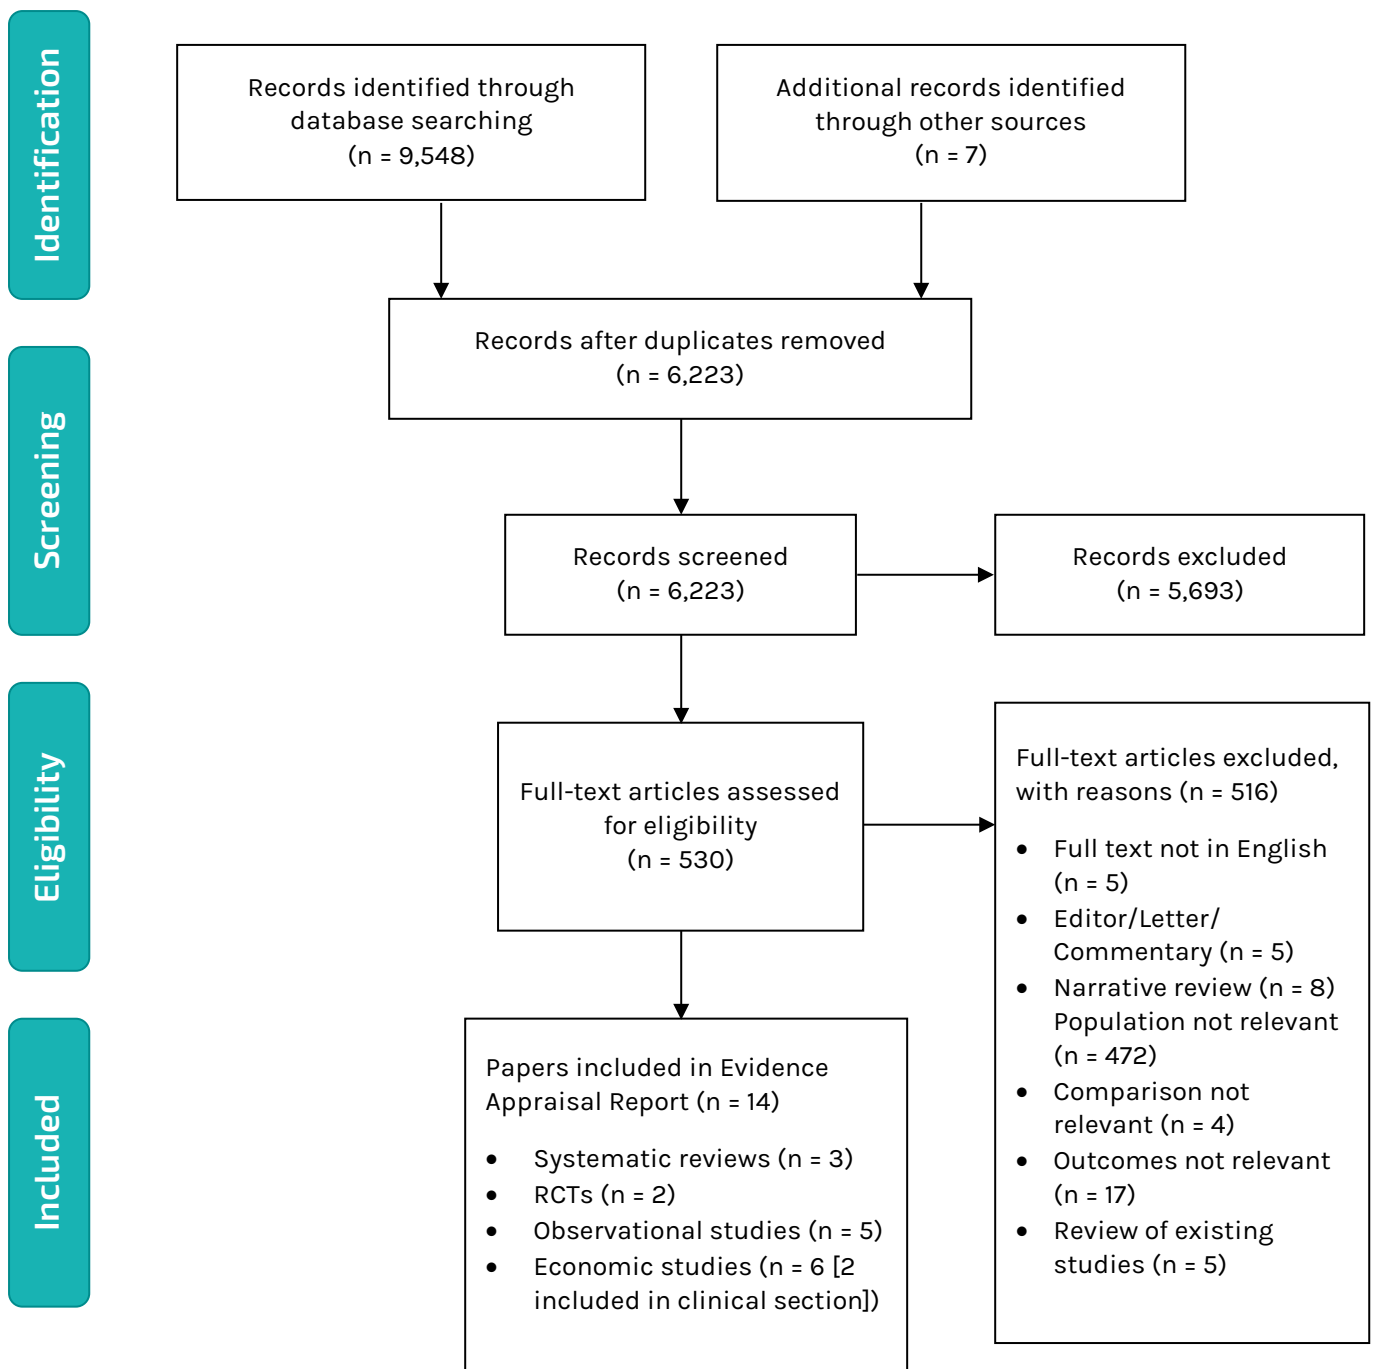 Identification
Records identified through
database searching
(n = 9,548)
Additional records identified
through other sources
(n = 7)
Records after duplicates removed
(n = 6,223)
Screening
Records screened
(n = 6,223)
Records excluded
(n = 5,693)
Eligibility
Full-text articles assessed
for eligibility
(n = 530)
Full-text articles excluded,
with reasons (n = 516)
• Full text not in English
(n = 5)
• Editor/Letter/
Commentary (n = 5)
• Narrative review (n = 8)
Population not relevant
(n = 472)
• Comparison not
relevant (n = 4)
• Outcomes not relevant
(n = 17)
• Review of existing
studies (n = 5)
Included
Papers included in Evidence
Appraisal Report (n = 14)
• Systematic reviews (n = 3)
• RCTs (n = 2)
• Observational studies (n = 5)
• Economic studies (n = 6 [2
included in clinical section])